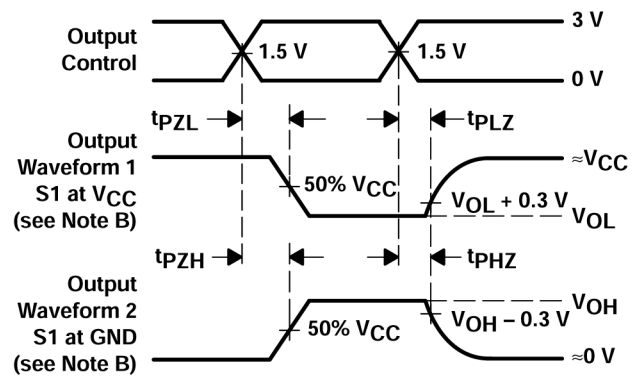 Output
Control
1.5 V
1.5 V
3 V
0 V
tPZL
tPLZ
Output
Waveform 1
S1 at VCC
(see Note B)
50% VCC
≈VCC
VOL + 0.3 V
VOL
tPZH
tPHZ
Output
Waveform 2
S1 at GND
(see Note B)
50% VCC
VOH
VOH – 0.3 V
≈0 V